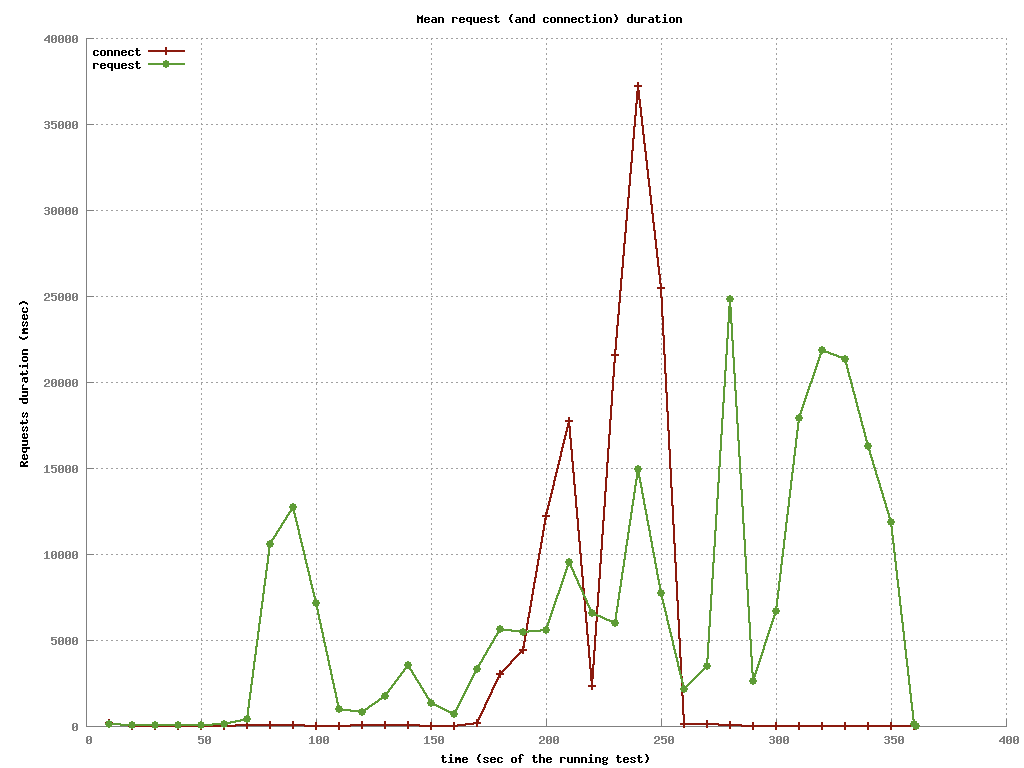 Mean request (and connection) duration
connect
request
40000
35000
30000
25000
20000
15000
10000
5000
0
Requests duration (msec)
0 50 100 150 200 250 300 350 400
time (sec of the running test)